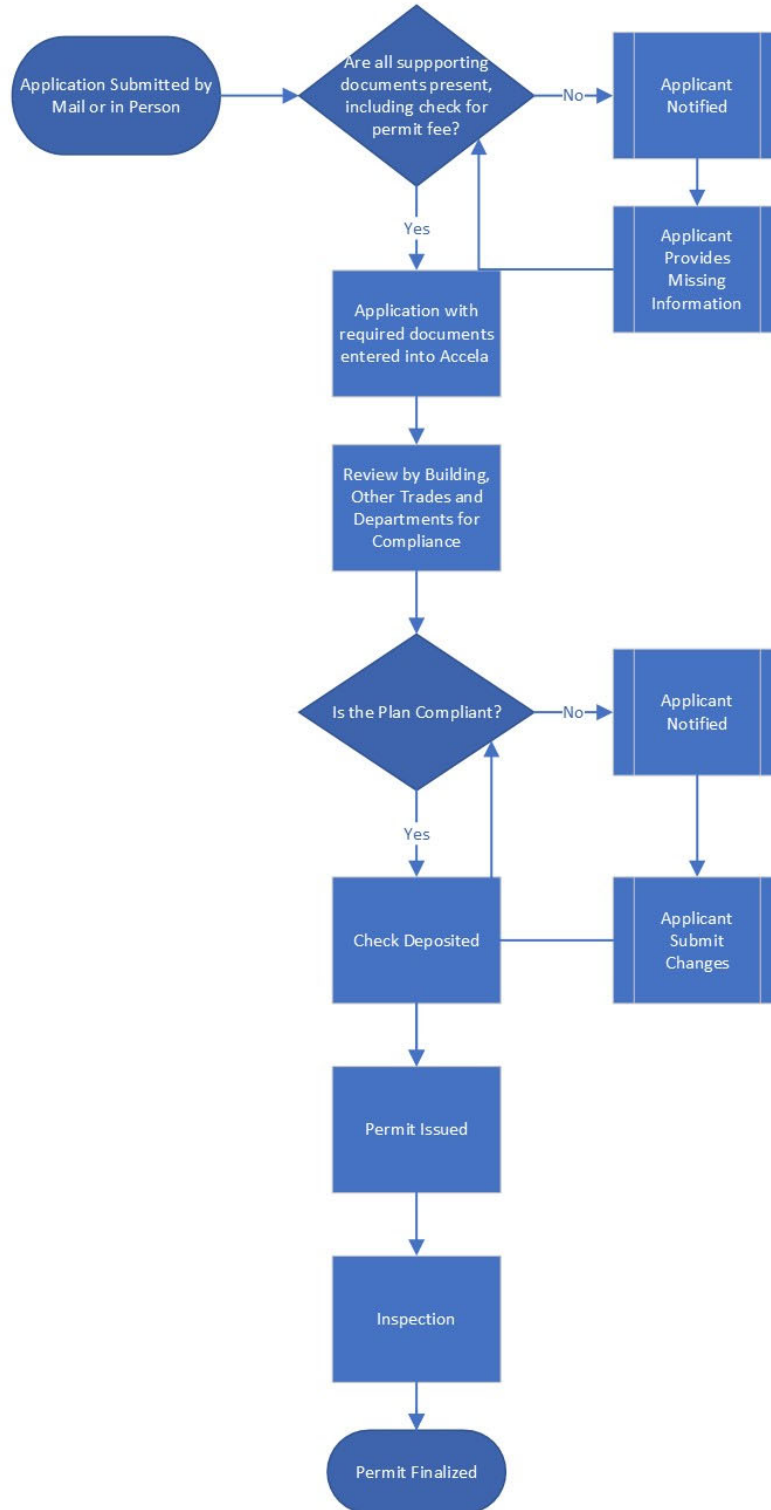 Application Submitted by
Mail or in Person
Are all suppporting
documents present,
including check for
permit fee?
No
Applicant
Notified
Applicant
Provides
Missing
Information
Yes
Application with
required documents
entered into Accela
Review by Building,
Other Trades and
Departments for
Compliance
Is the Plan Compliant?
No
Applicant
Notified
Yes
Check Deposited
Applicant
Submit
Changes
Permit Issued
Inspection
Permit Finalized